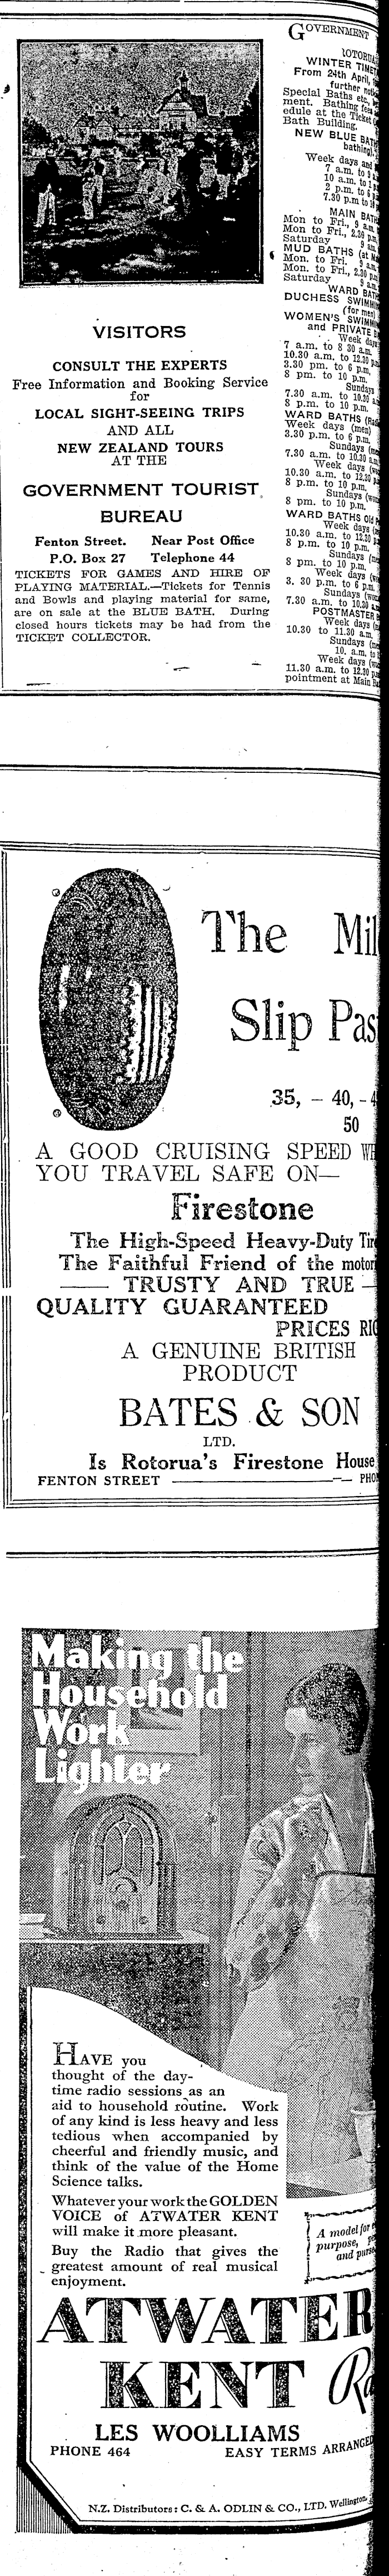 VISITORS
CONSULT THE EXPERTS
Free Information and Booking Service
for
LOCAL SIGHT-SEEING TRIPS
AND ALL
NEW ZEALAND TOURS
AT THE
GOVERNMENT TOURIST
BUREAU
Fenton Street. Near Post Office
P.O. Box 27 Telephone 44
TICKETS FOR GAMES AND HIRE OF
PLAYING MATERIAL.—Tickets for Tennis
and Bowls and playing material for same,
are on sale at the BLUE BATH. During
closed hours tickets may be had from the
TICKET COLLECTOR.
GOVERNMENT
WINTER
From 24th April,
further
Special Baths etc.,
ment. Bathing
edule at the Ticket
Bath Building.
NEW BLUE
Week days and
7 a.m. to
10 a.m. to
2 p.m. to
7.30 p.m to
MAIN
Mon to Fri., 9 a.m.
Mon to Fri., 2.30
Saturday 9
MUD BATHS (at
Mon. to Fri. 9
Mon. to Fri., 2.30
Saturday 9
WARD
DUCHESS
(for men)
WOMEN'S
and PRIVATE
Week
7 a.m. to 8 30 a.m.
10.30 a.m. to 12.30
3.30 pm. to 6 p.m.
8 pm. to 10 p.m.
Sundays
7.30 a.m. to 10.30
8 p.m. to 10 p.m.
WARD BATHS
Week days (men)
3.30 p.m. to 6 p.m.
Sundays
7.30 a.m. to 10.30 a.m.
Week days
10.30 a.m. to 12.30
8 p.m. to 10 p.m.
Sundays
8 pm. to 10 p.m.
WARD BATHS Old
Week days
10.30 a.m. to 12.30
8 p.m. to 10 p.m.
Sundays
8 pm. to 10 p.m.
Week days
3. 30 p.m. to 6 p.m.
Sundays
7.30 a.m. to 10.30
POSTMASTER
Week days
10.30 to 11.30 a.m.
Sundays
10. a.m. to
Week days
11.30 a.m. to 12.30
pointment at Main
The
Slip
35, – 40, –
50
A GOOD CRUISING SPEED
YOU TRAVEL SAFE ON—
Firestone
The High-Speed Heavy-Duty
The Faithful Friend of the
TRUSTY AND TRUE
QUALITY GUARANTEED
PRICES
A GENUINE BRITISH
PRODUCT
BATES & SON
LTD.
Is Rotorua's Firestone House
FENTON STREET
Making the
Household
Work
Lighter
HAVE you
thought of the day-
time radio sessions as an
aid to household routine. Work
of any kind is less heavy and less
tedious when accompanied by
cheerful and friendly music, and
think of the value of the Home
Science talks.
Whatever your work the GOLDEN
VOICE of ATWATER KENT
will make it more pleasant.
Buy the Radio that gives the
greatest amount of real musical
enjoyment.
A model for
purpose,
and
ATWATER
KENT
LES WOOLLIAMS
PHONE 464 EASY TERMS ARRANGED
N.Z. Distributors: C. & A. ODLIN & CO., LTD. Wellington